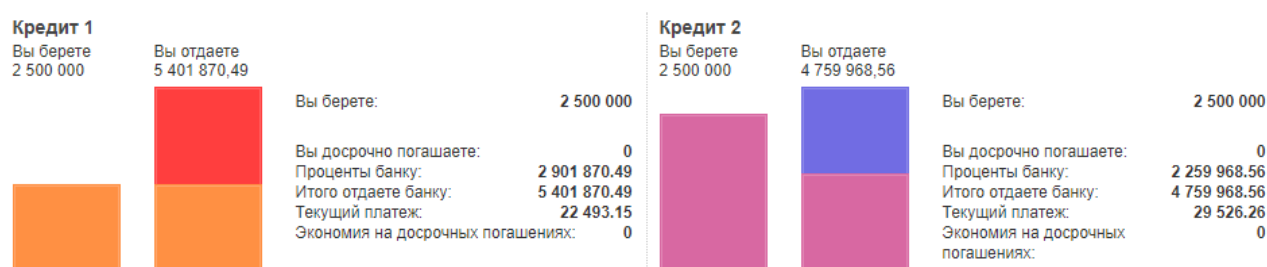 Кредит 1
Вы берете
2 500 000
Вы отдаете
5 401 870,49
Вы берете: 2 500 000
Вы досрочно погашаете: 0
Проценты банку: 2 901 870.49
Итого отдаете банку: 5 401 870.49
Текущий платеж: 22 493.15
Экономия на досрочных погашениях: 0
Кредит 2
Вы берете
2 500 000
Вы отдаете
4 759 968,56
Вы берете: 2 500 000
Вы досрочно погашаете: 0
Проценты банку: 2 259 968.56
Итого отдаете банку: 4 759 968.56
Текущий платеж: 29 526.26
Экономия на досрочных 0
погашениях: